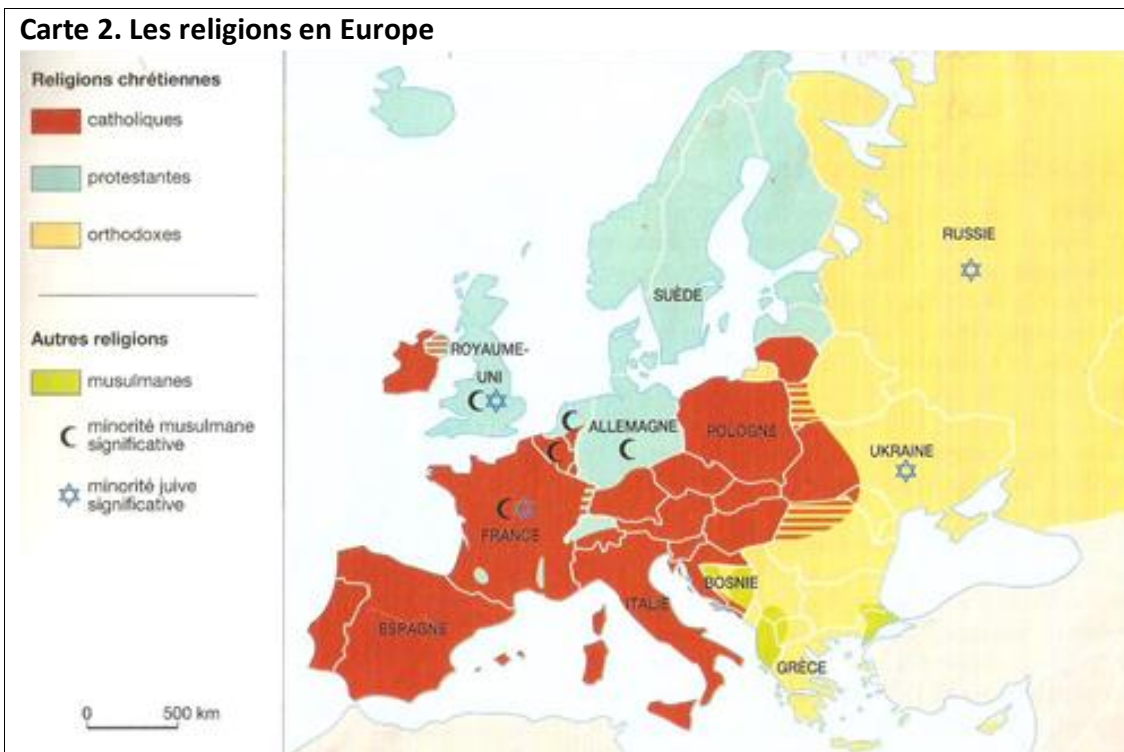 Carte 2. Les religions en Europe
Religions chrétiennes
catholiques
protestantes
orthodoxes
Autres religions
musulmanes
minorité musulmane
significative
minorité juive
significative
0 500 km
RUSSIE
SUÈDE
ROYAUME-
UNI
ALLEMAGNE
POLOGNE
UKRAINE
FRANCE
BOSNIE
ITALIE
ESPAGNE
GRÈCE